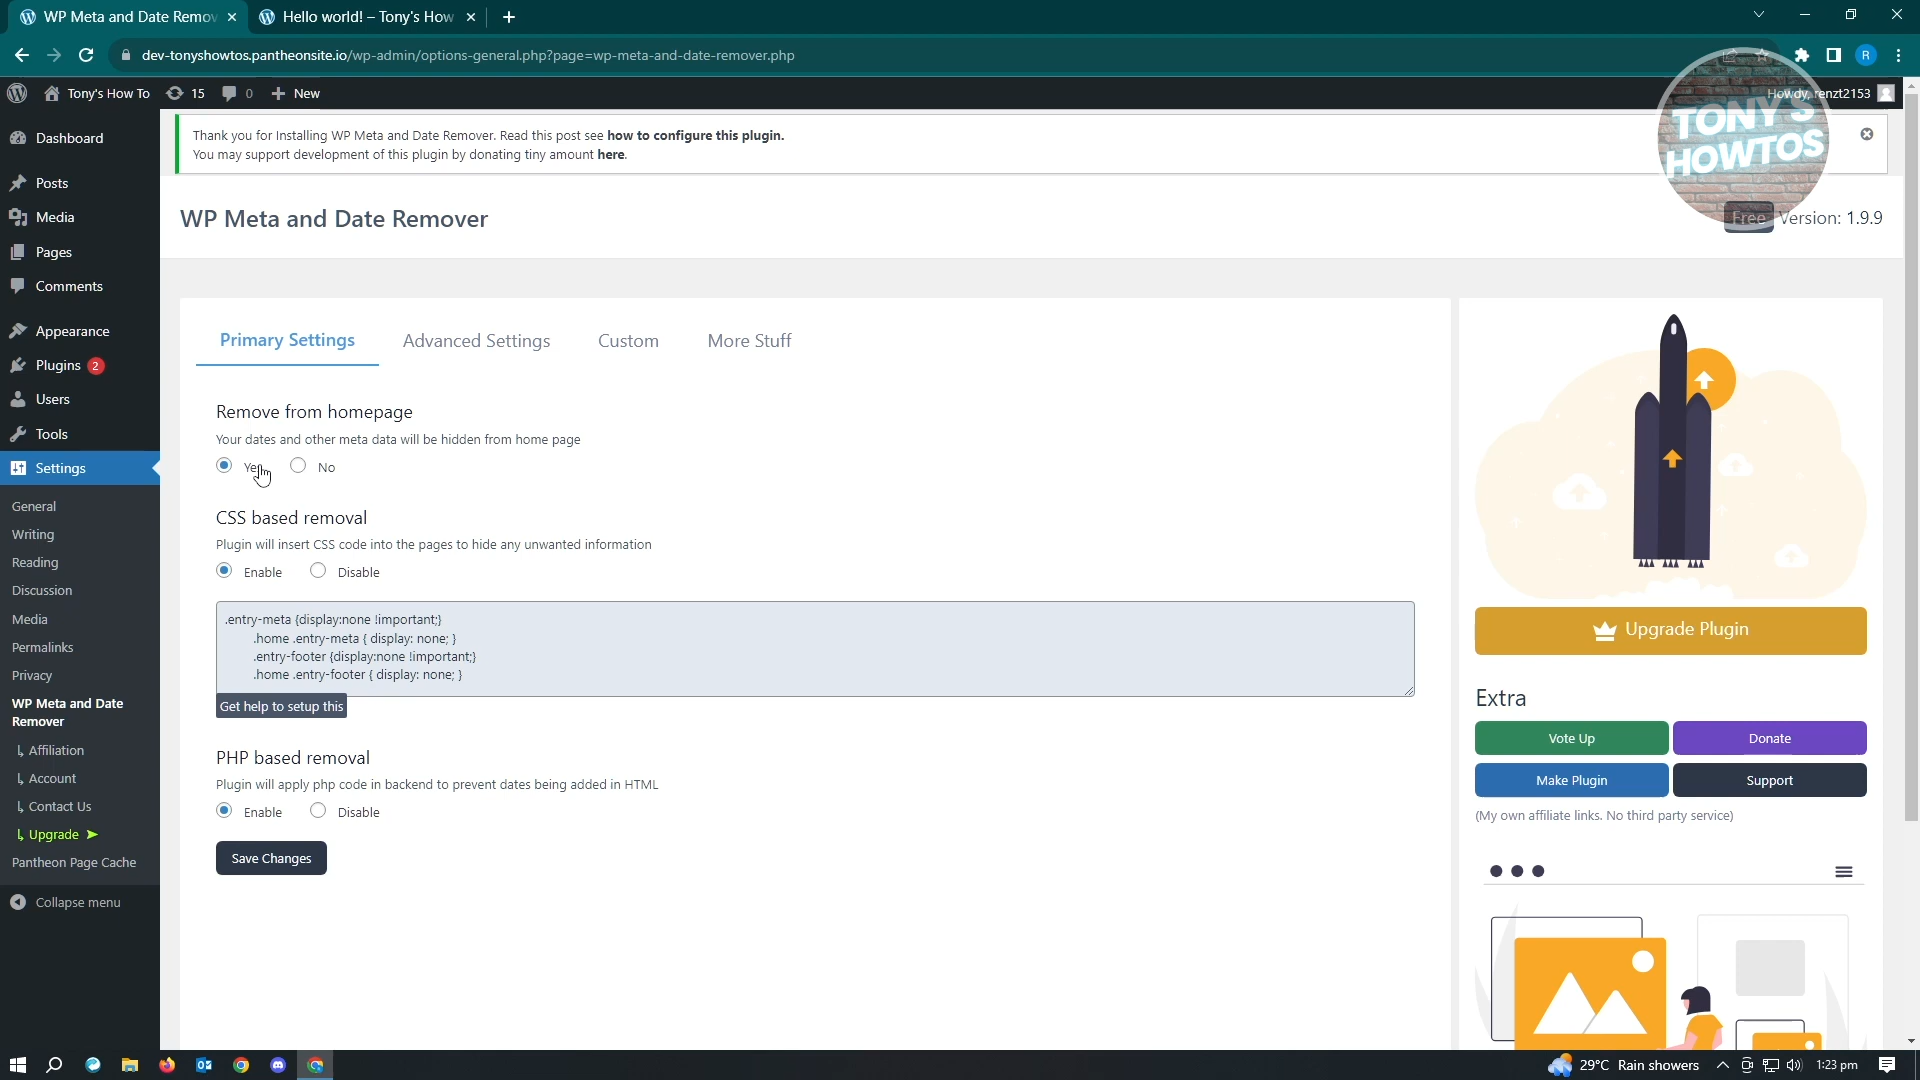 WP Meta and Date Remov
Hello world! – Tony's How
dev-tonyshowtos.pantheonsite.io/wp-admin/options-general.php?page=wp-meta-and-date-remover.php
R
Tony's How To
15
0
New
Howdy, renzt2153
TONY'S
HOWTOS
Dashboard
Posts
Media
Pages
Comments
Appearance
Plugins 2
Users
Tools
Settings
General
Writing
Reading
Discussion
Media
Permalinks
Privacy
WP Meta and Date
Remover
↳ Affiliation
↳ Account
↳ Contact Us
↳ Upgrade ➤
Pantheon Page Cache
Collapse menu
Thank you for Installing WP Meta and Date Remover. Read this post see how to configure this plugin.
You may support development of this plugin by donating tiny amount here.
WP Meta and Date Remover
Free Version: 1.9.9
Primary Settings
Advanced Settings
Custom
More Stuff
Remove from homepage
Your dates and other meta data will be hidden from home page
Yes
No
CSS based removal
Plugin will insert CSS code into the pages to hide any unwanted information
Enable
Disable
.entry-meta {display:none !important;}
.home .entry-meta { display: none; }
.entry-footer {display:none !important;}
.home .entry-footer { display: none; }
Get help to setup this
PHP based removal
Plugin will apply php code in backend to prevent dates being added in HTML
Enable
Disable
Save Changes
Upgrade Plugin
Extra
Vote Up
Donate
Make Plugin
Support
(My own affiliate links. No third party service)
29°C Rain showers
1:23 pm